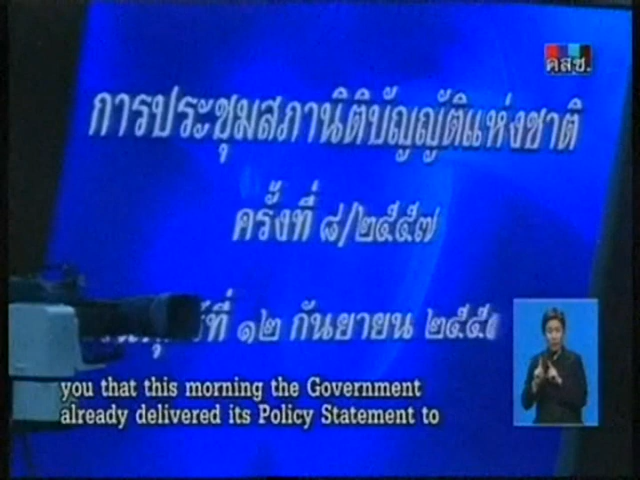 คสช.
การประชุมสภานิติบัญญัติแห่งชาติ
ครั้งที่ ๘/๒๕๕๗
๑๒ กันยายน
you that this morning the Government
already delivered its Policy Statement to